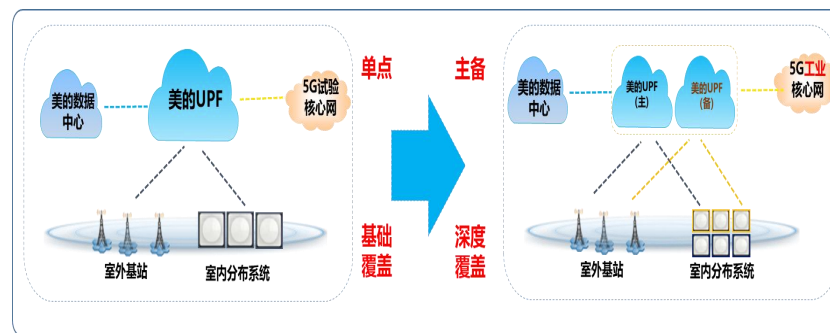 美的数据
中心
美的UPF
5G试验
核心网
室外基站
室内分布系统
单点
基础
覆盖
主备
深度
覆盖
美的数据
中心
美的UPF
(主)
美的UPF
(备)
5G工业
核心网
室外基站
室内分布系统